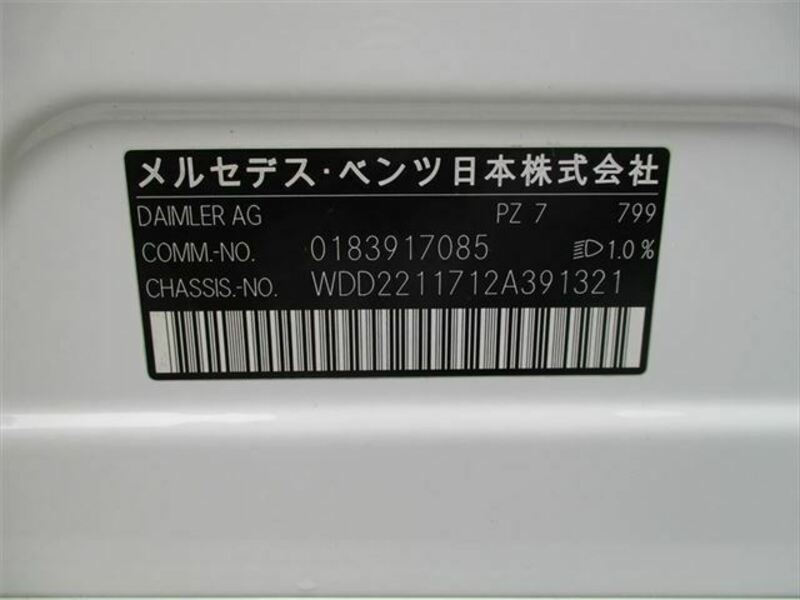 メルセデス・ベンツ日本株式会社
DAIMLER AG PZ 7 799
COMM.-NO. 0183917085 1.0 %
CHASSIS.-NO. WDD2211712A391321